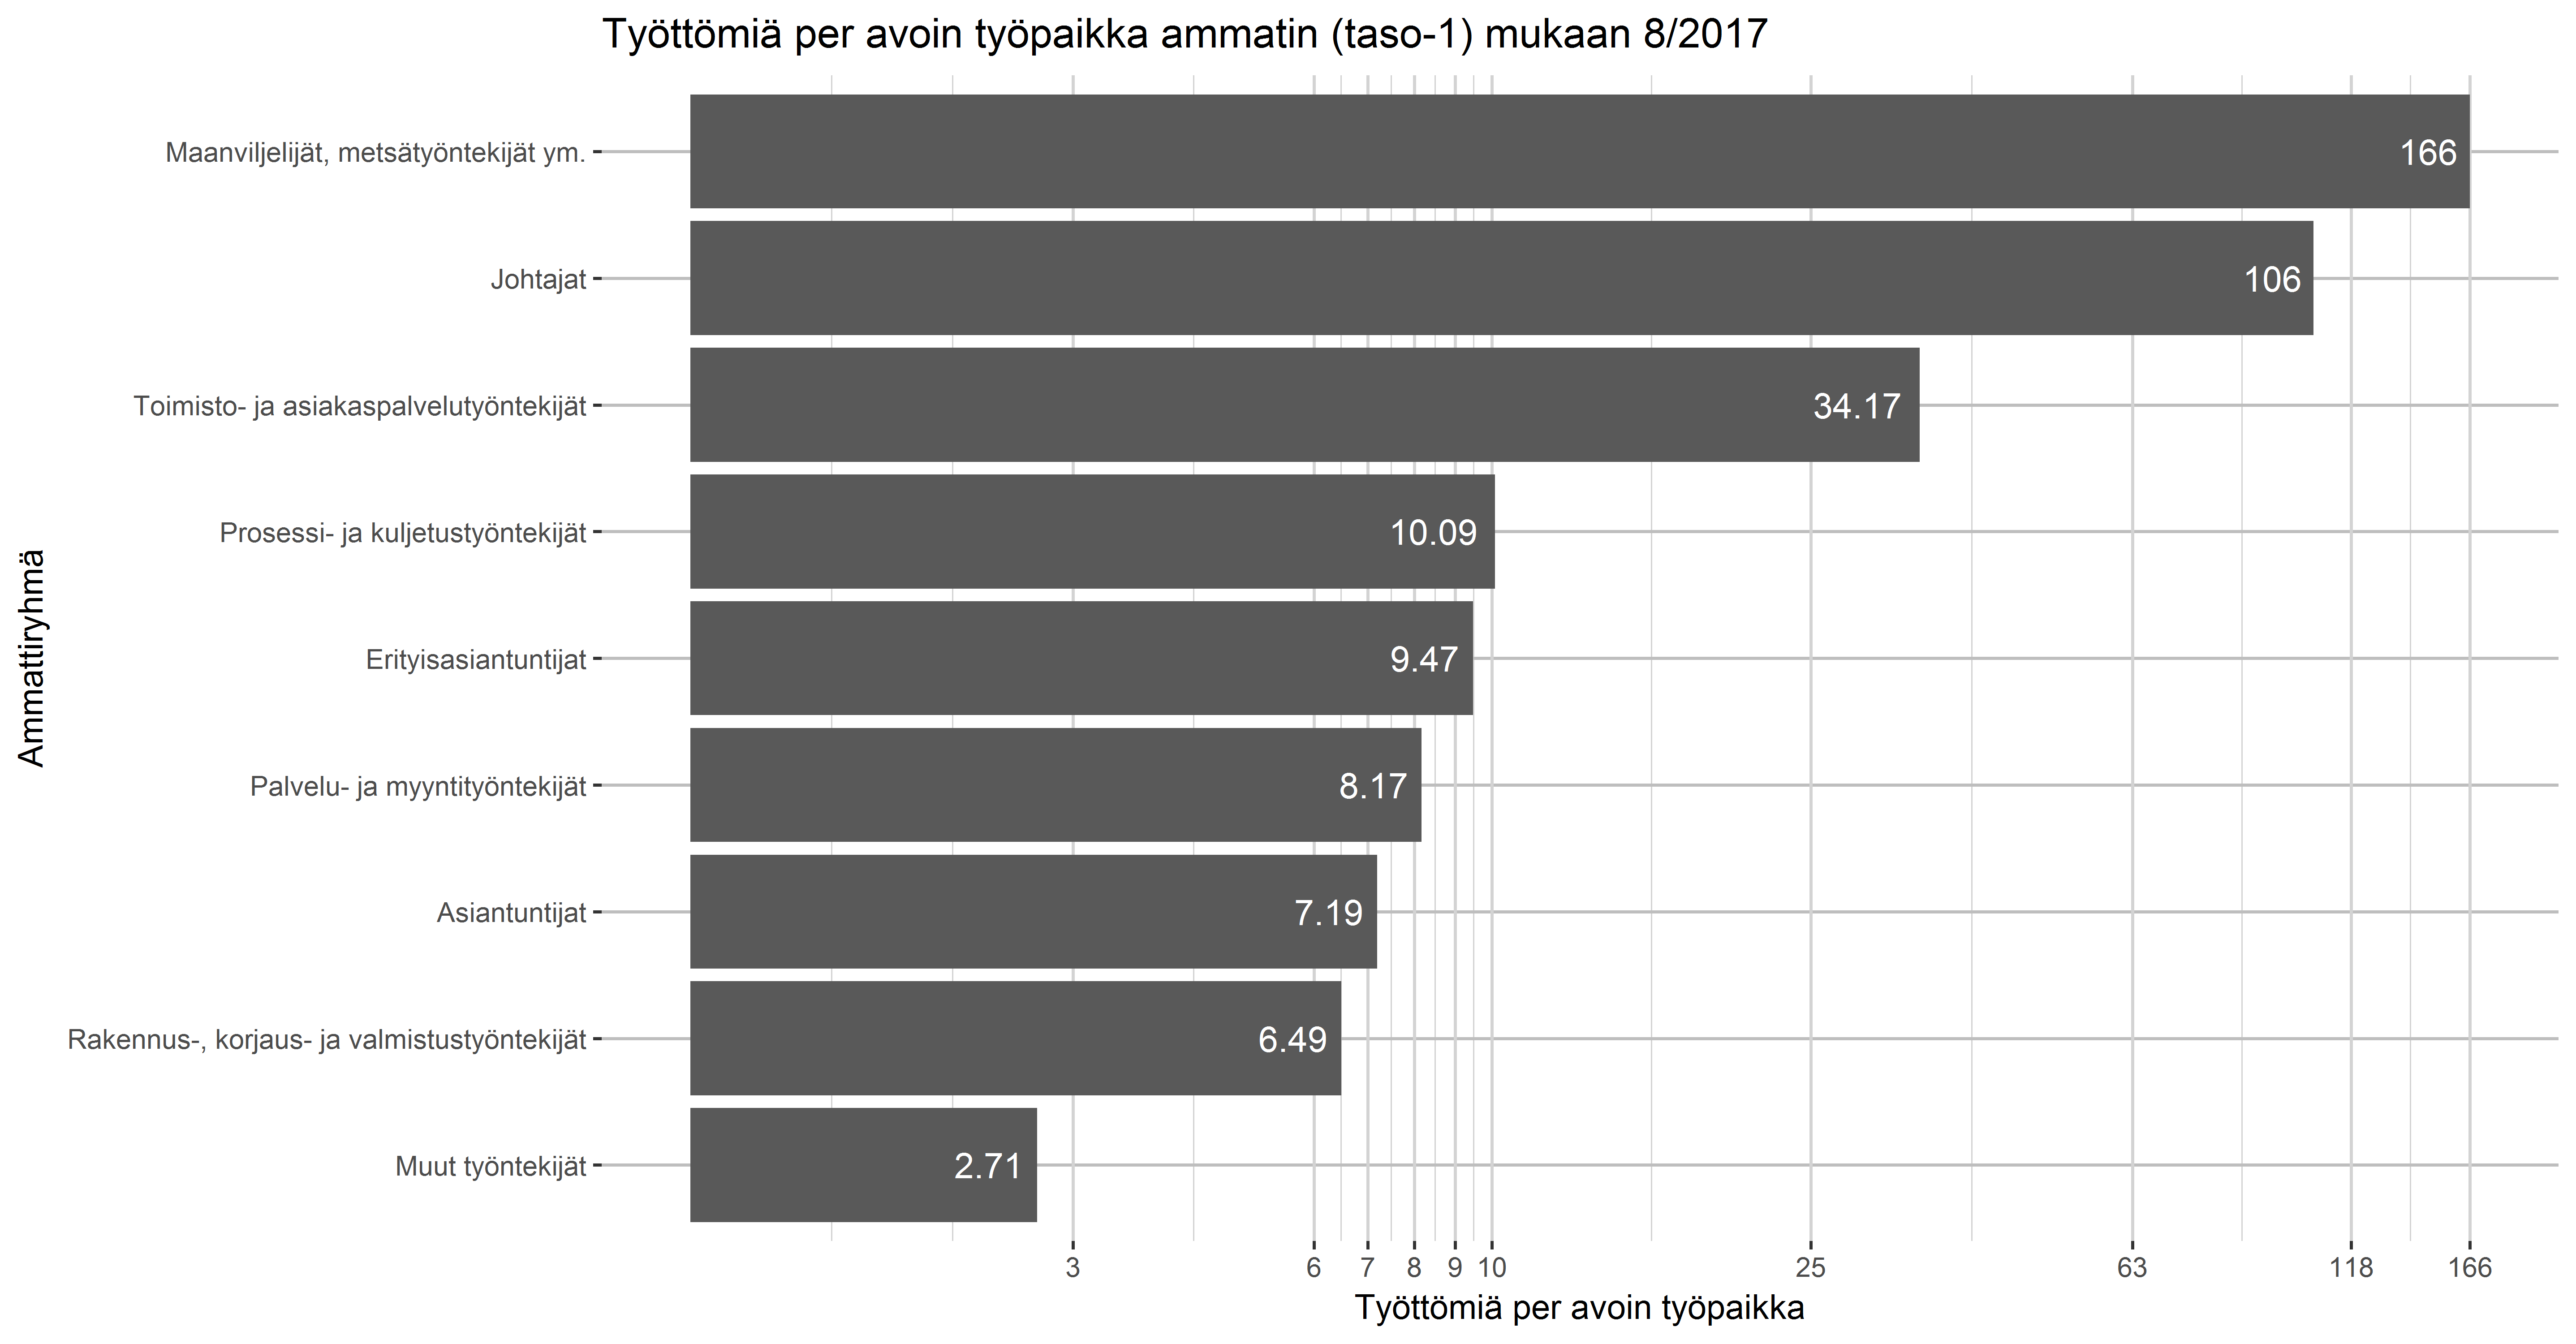 Työttömiä per avoin työpaikka ammatin (taso-1) mukaan 8/2017
Ammattiryhmä
Maanviljelijät, metsätyöntekijät ym. 166
Johtajat 106
Toimisto- ja asiakaspalvelutyöntekijät 34.17
Prosessi- ja kuljetustyöntekijät 10.09
Erityisasiantuntijat 9.47
Palvelu- ja myyntityöntekijät 8.17
Asiantuntijat 7.19
Rakennus-, korjaus- ja valmistustyöntekijät 6.49
Muut työntekijät 2.71
3 6 7 8 9 10 25 63 118 166
Työttömiä per avoin työpaikka